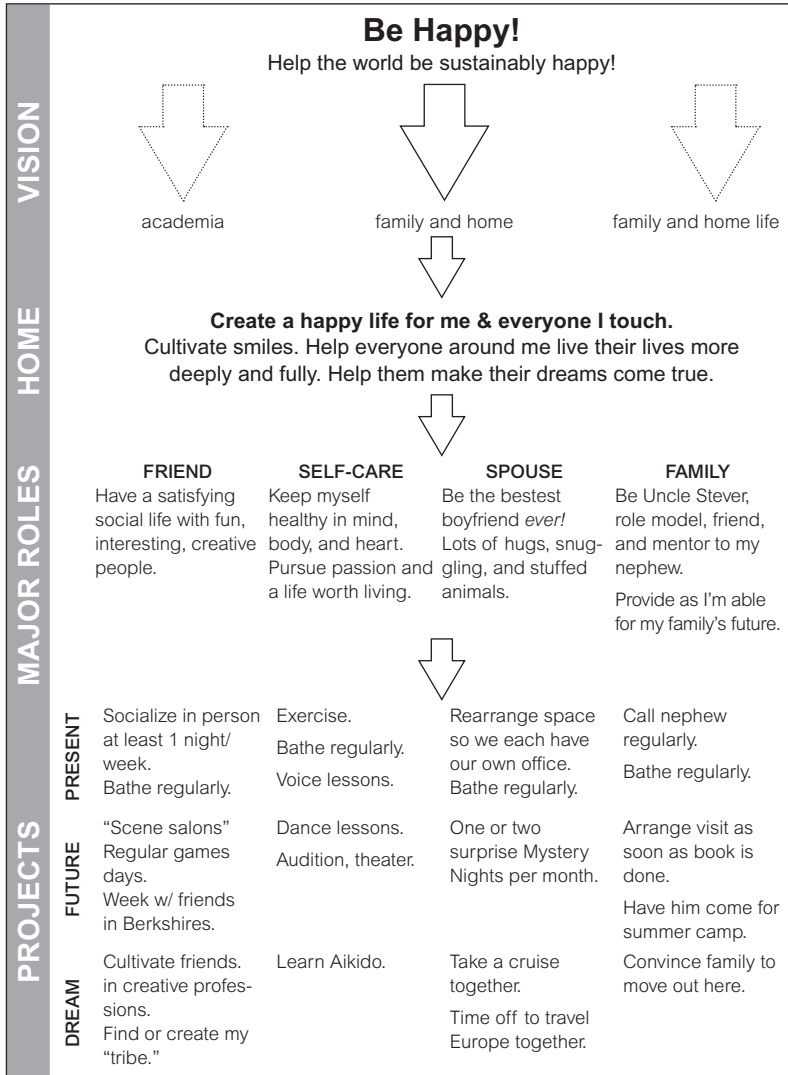 Be Happy!
Help the world be sustainably happy!
VISION
academia
family and home
family and home life
HOME
Create a happy life for me & everyone I touch.
Cultivate smiles. Help everyone around me live their lives more
deeply and fully. Help them make their dreams come true.
MAJOR ROLES
FRIEND
Have a satisfying
social life with fun,
interesting, creative
people.
SELF-CARE
Keep myself
healthy in mind,
body, and heart.
Pursue passion and
a life worth living.
SPOUSE
Be the bestest
boyfriend ever!
Lots of hugs, snug-
gling, and stuffed
animals.
FAMILY
Be Uncle Stever,
role model, friend,
and mentor to my
nephew.
Provide as I'm able
for my family's future.
PROJECTS
PRESENT
Socialize in person
at least 1 night/
week.
Bathe regularly.
Exercise.
Bathe regularly.
Voice lessons.
Rearrange space
so we each have
our own office.
Bathe regularly.
Call nephew
regularly.
Bathe regularly.
FUTURE
“Scene salons”
Regular games
days.
Week w/ friends
in Berkshires.
Dance lessons.
Audition, theater.
One or two
surprise Mystery
Nights per month.
Arrange visit as
soon as book is
done.
Have him come for
summer camp.
DREAM
Cultivate friends.
in creative profes-
sions.
Find or create my
“tribe.”
Learn Aikido.
Take a cruise
together.
Time off to travel
Europe together.
Convince family to
move out here.